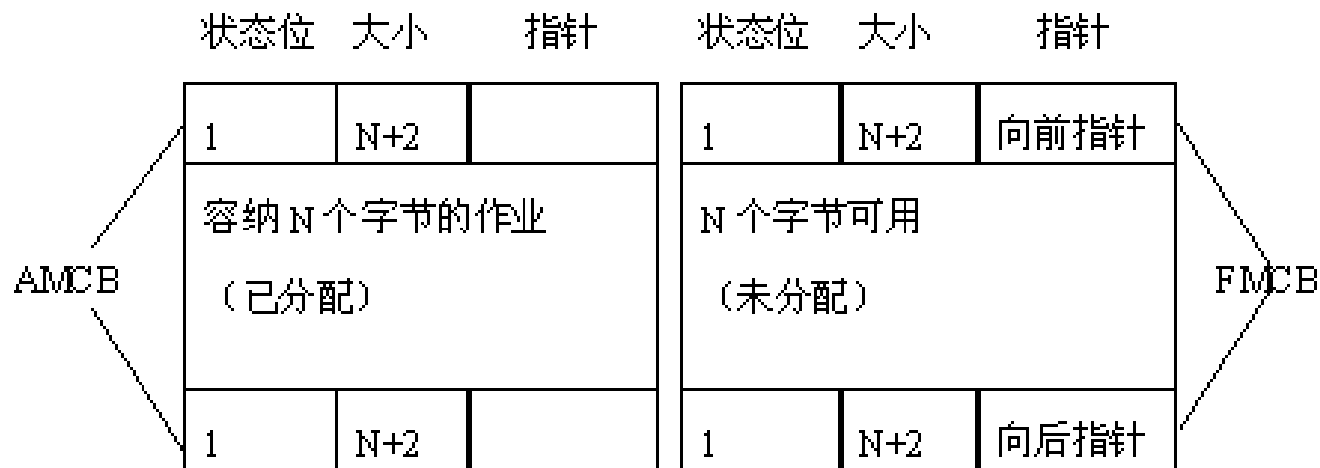 状态位 大小 指针 状态位 大小 指针
1 N+2 1 N+2 向前指针
容纳 N 个字节的作业 N 个字节可用
AMCB （已分配） （未分配） FMCB
1 N+2 1 N+2 向后指针